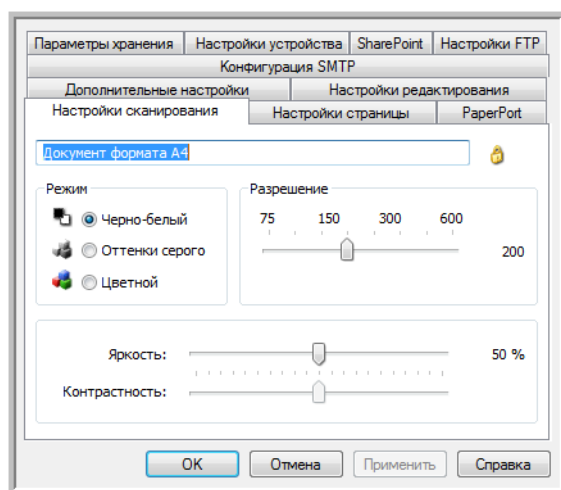 Параметры хранения Настройки устройства SharePoint Настройки FTP
Конфигурация SMTP
Дополнительные настройки Настройки редактирования
Настройки сканирования Настройки страницы PaperPort
Документ формата A4
Режим Разрешение
Черно-белый 75 150 300 600
Оттенки серого 200
Цветной
Яркость: 50 %
Контрастность:
OK Отмена Применить Справка